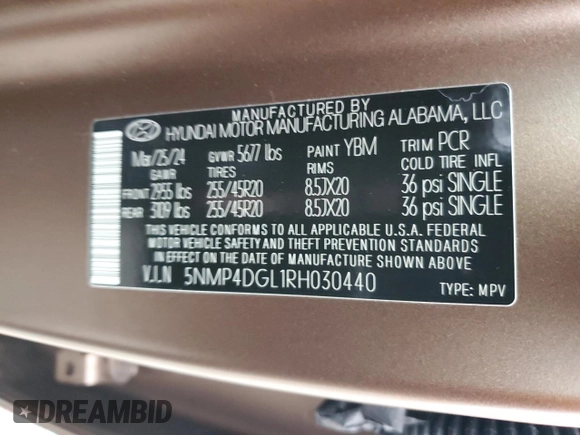 MANUFACTURED BY
HYUNDAI MOTOR MANUFACTURING ALABAMA, LLC
Mar/25/24 GVWR 5677 lbs PAINT YBM TRIM PCR
GAWR TIRES RIMS COLD TIRE INFL
FRONT 2955 lbs 255/45R20 8.5JX20 36 psi SINGLE
REAR 3109 lbs 255/45R20 8.5JX20 36 psi SINGLE
THIS VEHICLE CONFORMS TO ALL APPLICABLE U.S.A. FEDERAL
MOTOR VEHICLE SAFETY AND THEFT PREVENTION STANDARDS
IN EFFECT ON THE DATE OF MANUFACTURE SHOWN ABOVE.
V.I.N 5NMP4DGL1RH030440 TYPE: MPV
DREAMBID